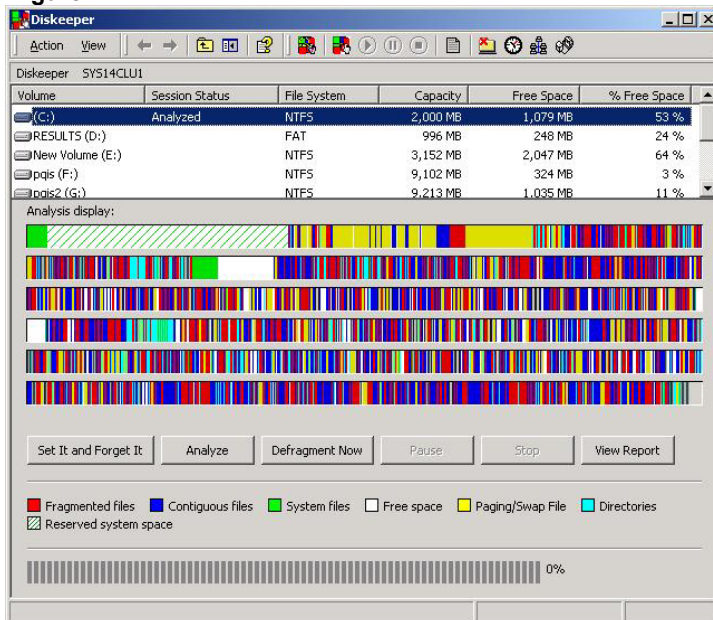 Diskeeper
Action View
Diskeeper SYS14CLU1
Volume Session Status File System Capacity Free Space % Free Space
(C:) Analyzed NTFS 2,000 MB 1,079 MB 53 %
RESULTS (D:) FAT 996 MB 248 MB 24 %
New Volume (E:) NTFS 3,152 MB 2,047 MB 64 %
pqis (F:) NTFS 9,102 MB 324 MB 3 %
pqis2 (G:) NTFS 9,213 MB 1,035 MB 11 %
Analysis display:
Set It and Forget It Analyze Defragment Now Pause Stop View Report
Fragmented files Contiguous files System files Free space Paging/Swap File Directories
Reserved system space
0%